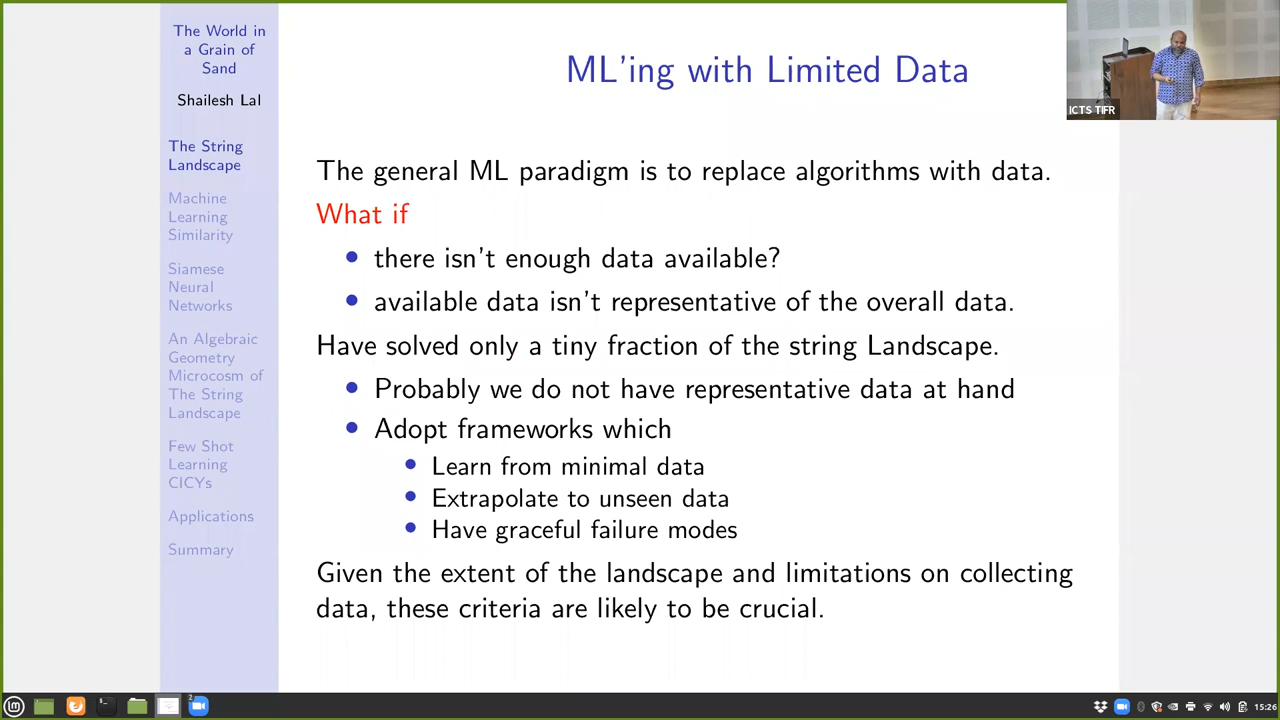 The World in
a Grain of
Sand
Shailesh Lal
The String
Landscape
Machine
Learning
Similarity
Siamese
Neural
Networks
An Algebraic
Geometry
Microcosm of
The String
Landscape
Few Shot
Learning
CICYs
Applications
Summary
ML'ing with Limited Data
The general ML paradigm is to replace algorithms with data.
What if
• there isn't enough data available?
• available data isn't representative of the overall data.
Have solved only a tiny fraction of the string Landscape.
• Probably we do not have representative data at hand
• Adopt frameworks which
• Learn from minimal data
• Extrapolate to unseen data
• Have graceful failure modes
Given the extent of the landscape and limitations on collecting
data, these criteria are likely to be crucial.
ICTS TIFR
2
15:26